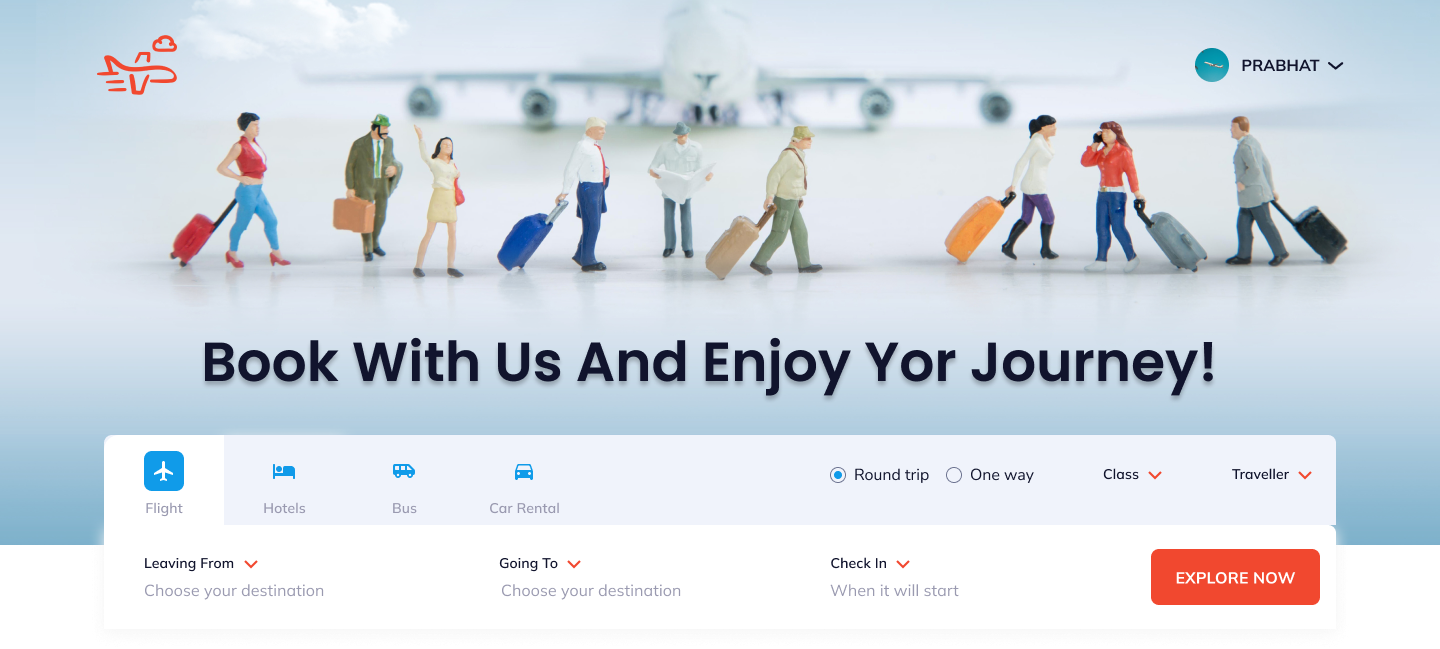 PRABHAT
Book With Us And Enjoy Yor Journey!
Round trip One way Class Traveller
Flight Hotels Bus Car Rental
Leaving From Going To Check In
Choose your destination Choose your destination When it will start
EXPLORE NOW